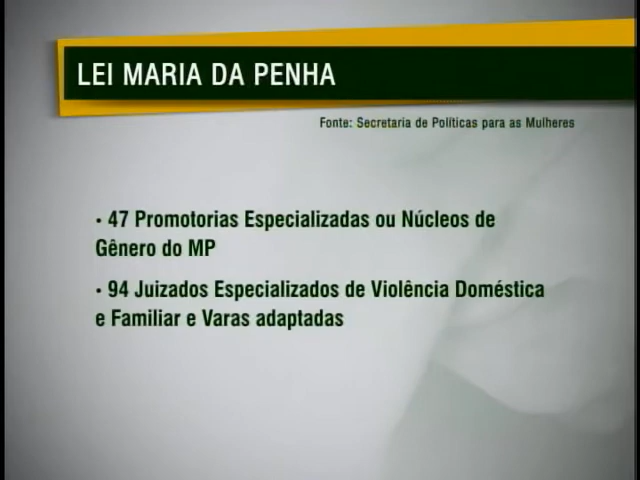 LEI MARIA DA PENHA
Fonte: Secretaria de Políticas para as Mulheres
• 47 Promotorias Especializadas ou Núcleos de
Gênero do MP
• 94 Juizados Especializados de Violência Doméstica
e Familiar e Varas adaptadas